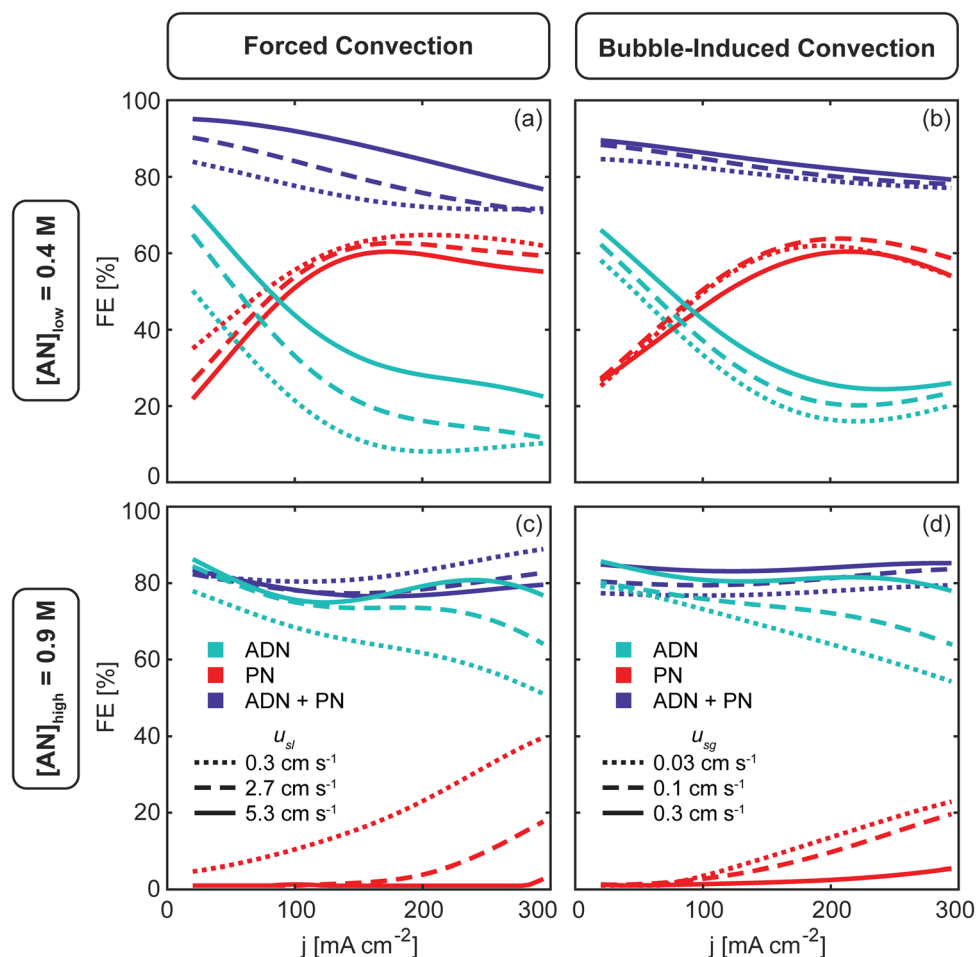 Forced Convection
Bubble-Induced Convection
[AN]low = 0.4 M
FE [%]
100
80
60
40
20
0
(a)
(b)
[AN]high = 0.9 M
FE [%]
100
80
60
40
20
0
(c)
ADN
PN
ADN + PN
usl
0.3 cm s⁻¹
2.7 cm s⁻¹
5.3 cm s⁻¹
(d)
ADN
PN
ADN + PN
usg
0.03 cm s⁻¹
0.1 cm s⁻¹
0.3 cm s⁻¹
0
100
200
300
j [mA cm⁻²]
0
100
200
300
j [mA cm⁻²]